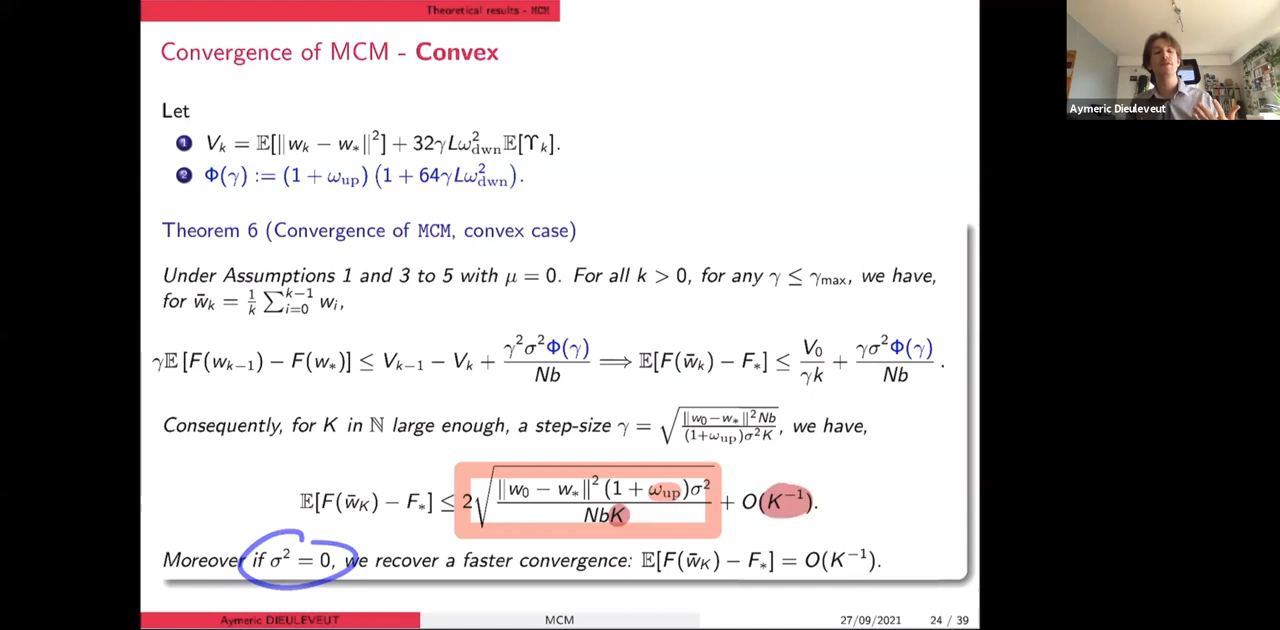 Theoretical results - MCM
Convergence of MCM - Convex
Let
1 V_k = 𝔼[‖w_k − w_*‖²] + 32γLω²_dwn 𝔼[ϒ_k].
2 Φ(γ) := (1 + ω_up) (1 + 64γLω²_dwn).
Theorem 6 (Convergence of MCM, convex case)
Under Assumptions 1 and 3 to 5 with μ = 0. For all k > 0, for any γ ≤ γ_max, we have,
for w̄_k = 1/k ∑_{i=0}^{k−1} w_i,
γ𝔼 [F(w_{k−1}) − F(w_*)] ≤ V_{k−1} − V_k + γ²σ²Φ(γ)/Nb ⟹ 𝔼[F(w̄_k) − F_*] ≤ V_0/γk + γσ²Φ(γ)/Nb .
Consequently, for K in ℕ large enough, a step-size γ = √(‖w_0−w_*‖²Nb/(1+ω_up)σ²K), we have,
𝔼[F(w̄_K) − F_*] ≤ 2√(‖w_0 − w_*‖² (1 + ω_up)σ²/NbK) + O(K⁻¹).
Moreover if σ² = 0, we recover a faster convergence: 𝔼[F(w̄_K) − F_*] = O(K⁻¹).
Aymeric DIEULEVEUT MCM 27/09/2021 24 / 39
Aymeric Dieuleveut